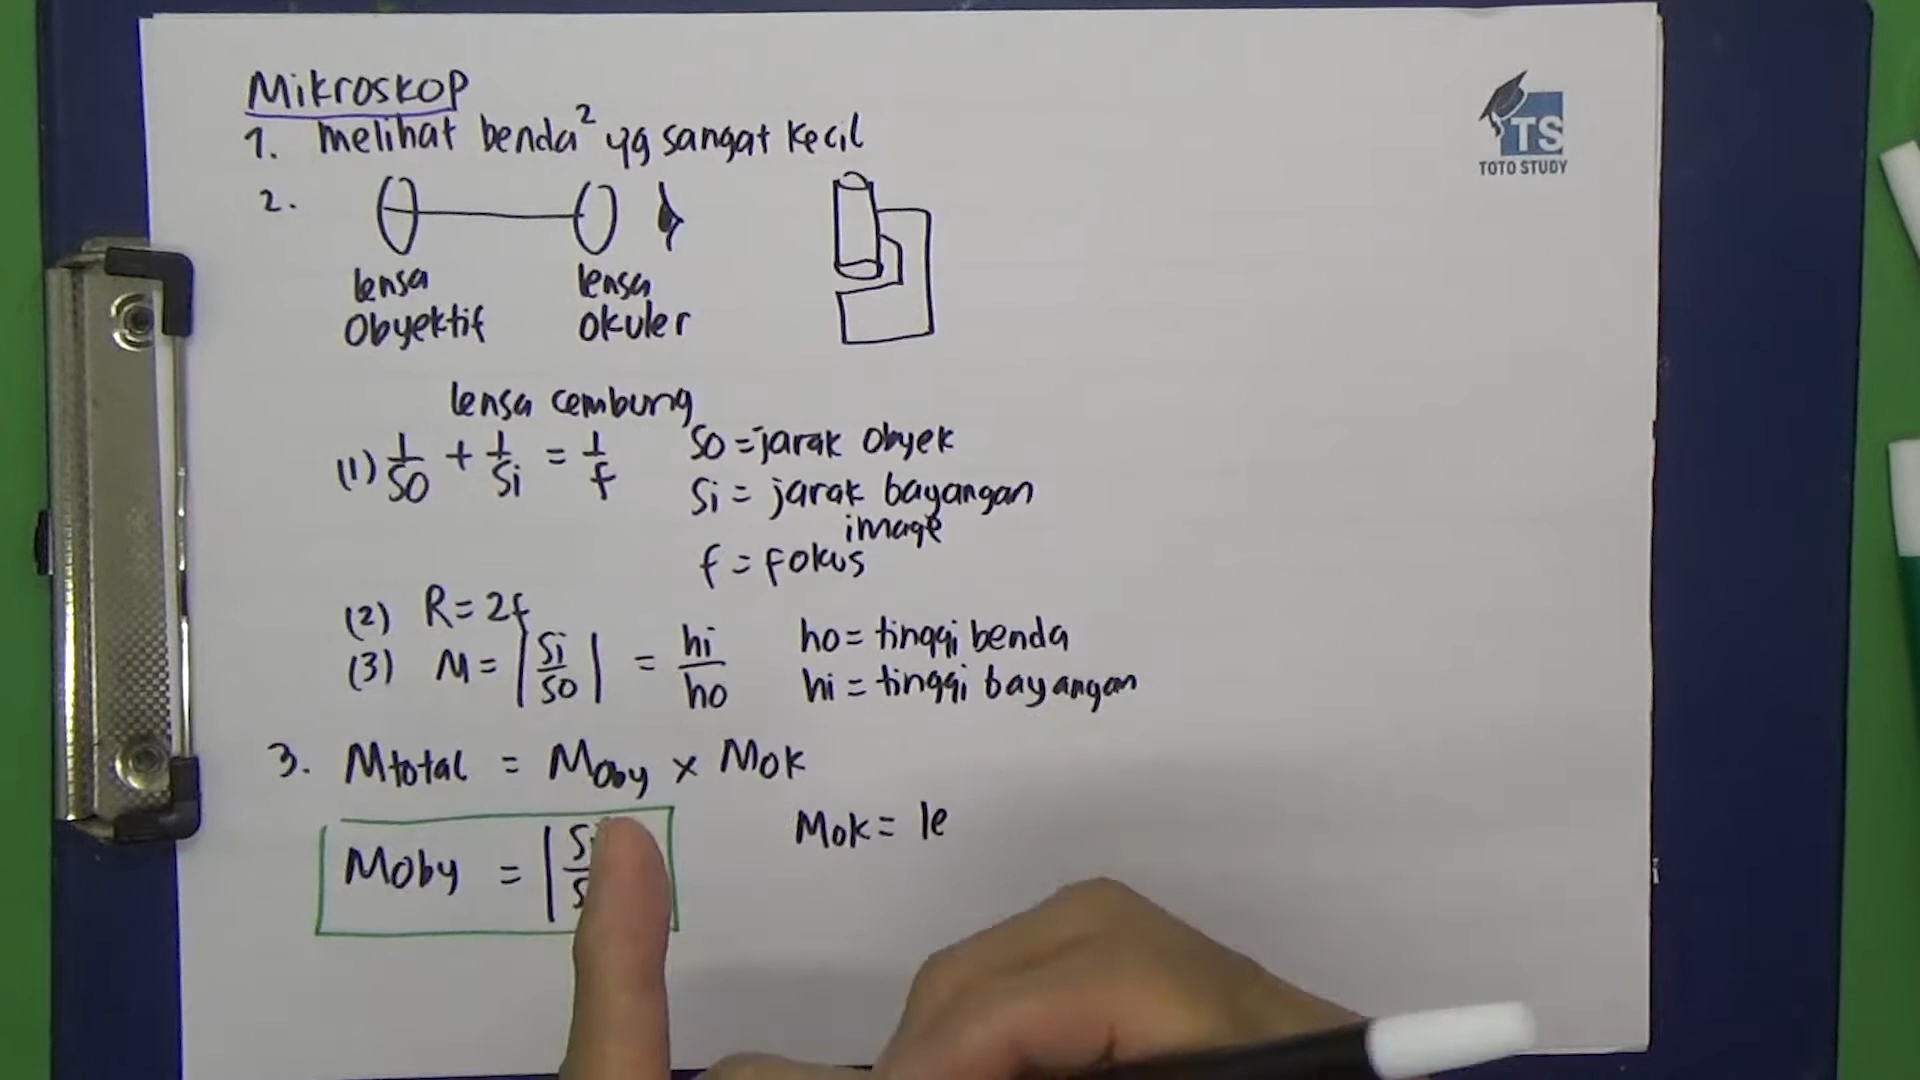 Mikroskop
1. melihat benda² yg sangat kecil
TS
TOTO STUDY
2.
lensa obyektif
lensa okuler
lensa cembung
(1) 1/so + 1/si = 1/f
so = jarak obyek
si = jarak bayangan
image
f = fokus
(2) R = 2f
(3) M = |si/so| = hi/ho
ho = tinggi benda
hi = tinggi bayangan
3. Mtotal = Moby x Mok
Moby = |
Mok =